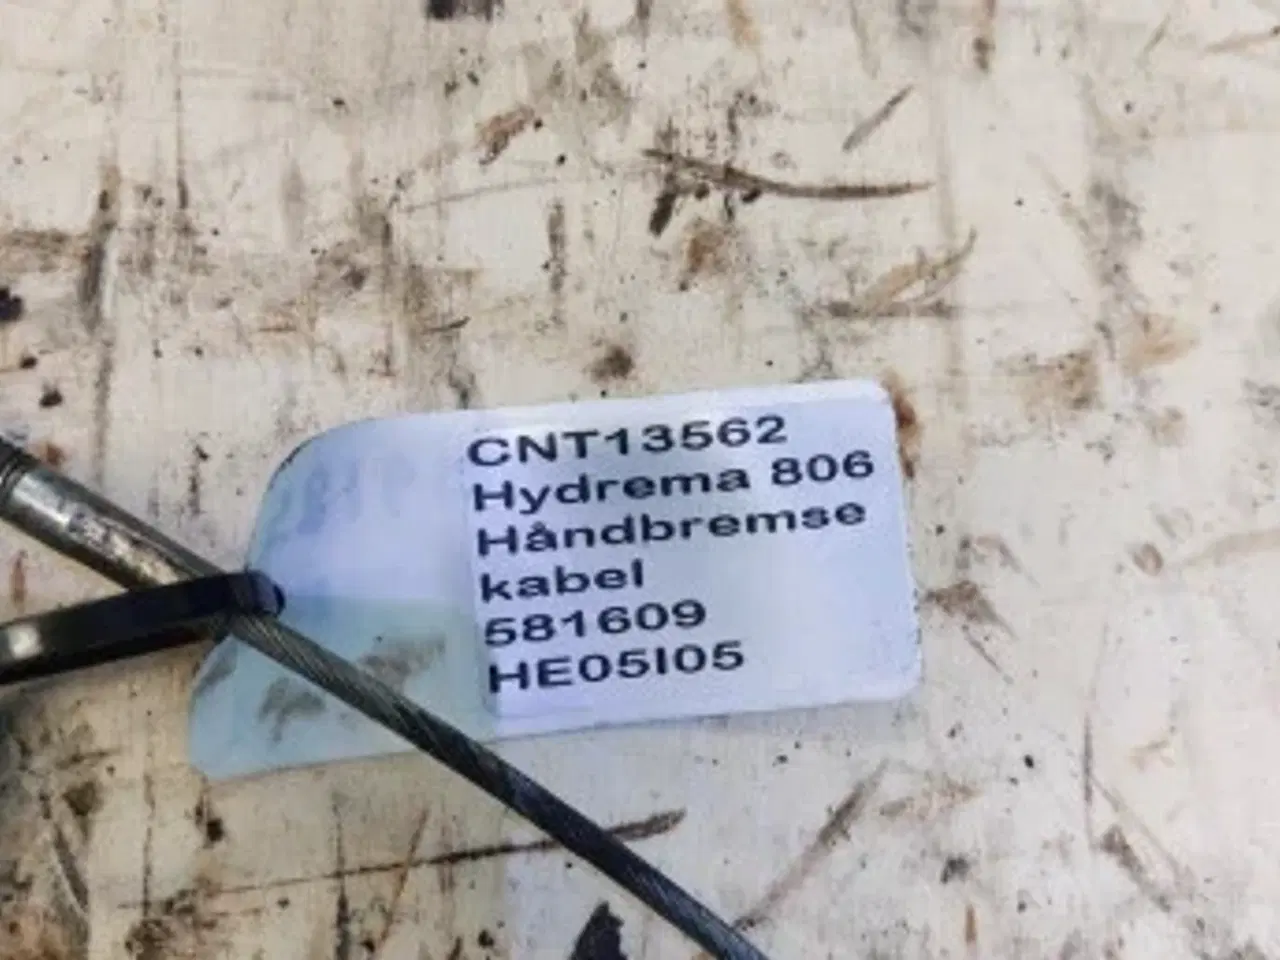 CNT13562
Hydrema 806
Håndbremse
kabel
581609
HE05I05